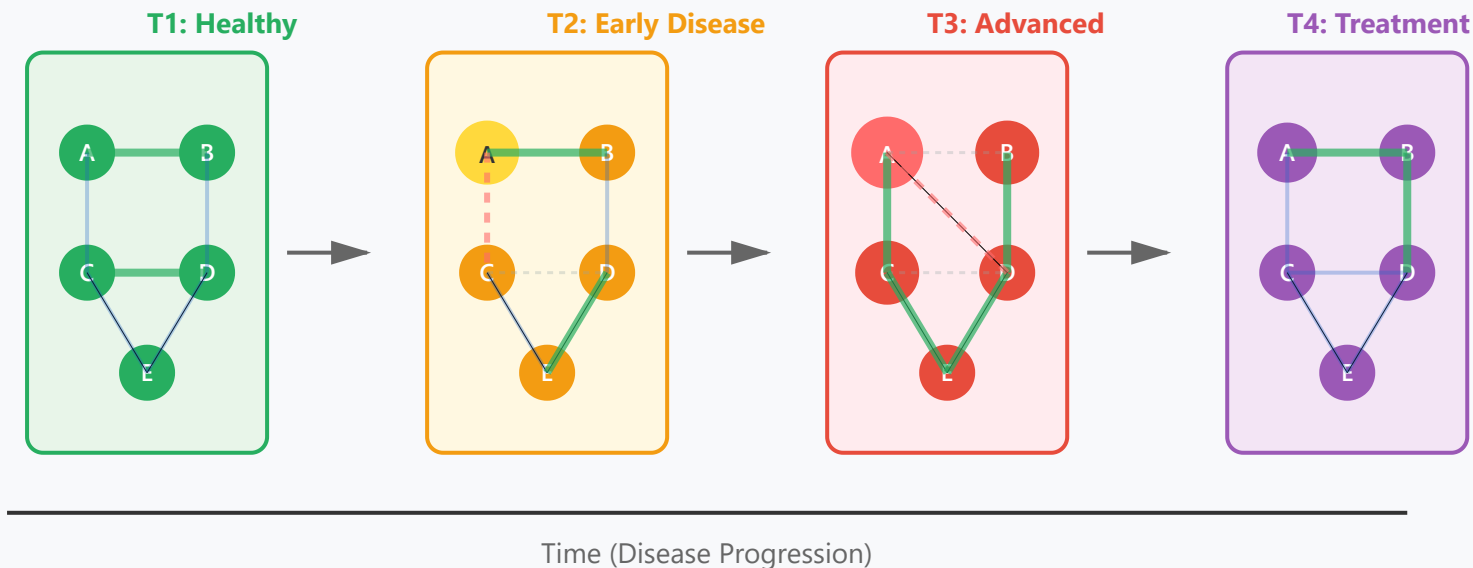 T1: Healthy
T2: Early Disease
T3: Advanced
T4: Treatment
A B
C D
E
A B
C D
E
A B
C D
E
A B
C D
E
Time (Disease Progression)